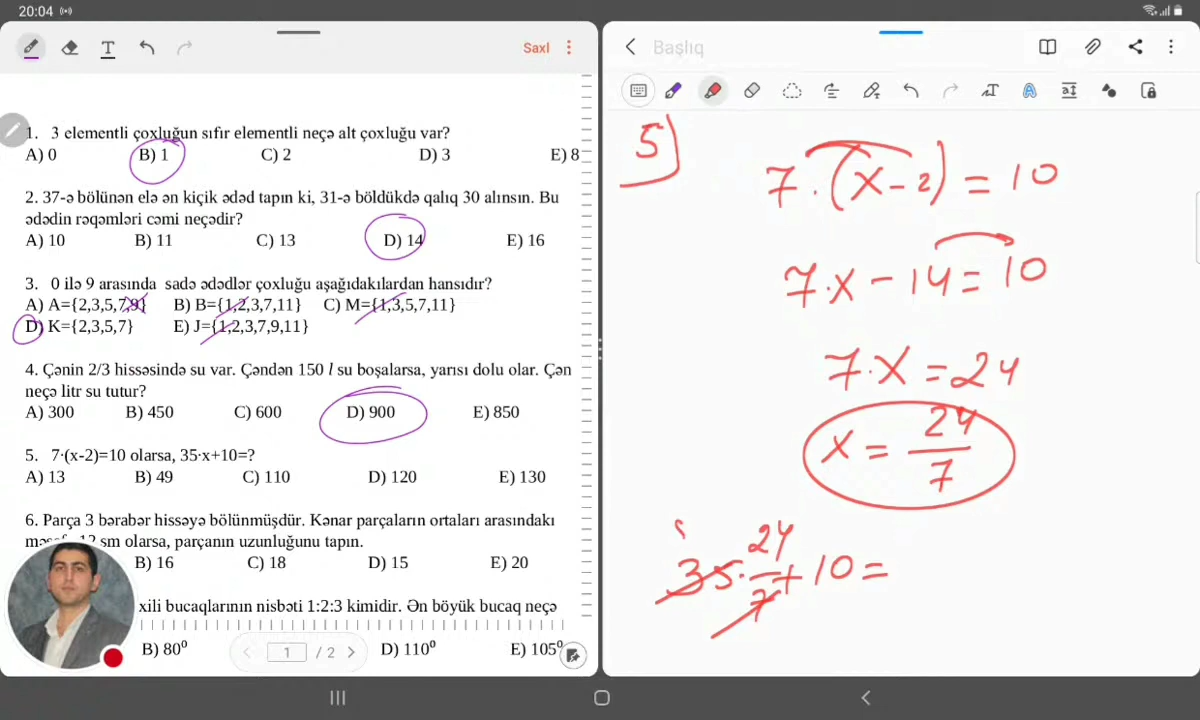 20:04
Saxl
1. 3 elementli çoxluğun sıfır elementli neçə alt çoxluğu var?
A) 0 B) 1 C) 2 D) 3 E) 8
2. 37-ə bölünən elə ən kiçik ədəd tapın ki, 31-ə böldükdə qalıq 30 alınsın. Bu
ədədin rəqəmləri cəmi neçədir?
A) 10 B) 11 C) 13 D) 14 E) 16
3. 0 ilə 9 arasında sadə ədədlər çoxluğu aşağıdakılardan hansıdır?
A) A={2,3,5,7,9} B) B={1,2,3,7,11} C) M={1,3,5,7,11}
D) K={2,3,5,7} E) J={1,2,3,7,9,11}
4. Çənin 2/3 hissəsində su var. Çəndən 150 l su boşalarsa, yarısı dolu olar. Çən
neçə litr su tutur?
A) 300 B) 450 C) 600 D) 900 E) 850
5. 7·(x-2)=10 olarsa, 35·x+10=?
A) 13 B) 49 C) 110 D) 120 E) 130
6. Parça 3 bərabər hissəyə bölünmüşdür. Kənar parçaların ortaları arasındakı
12 sm olarsa, parçanın uzunluğunu tapın.
B) 16 C) 18 D) 15 E) 20
xili bucaqlarının nisbəti 1:2:3 kimidir. Ən böyük bucaq neçə
B) 80⁰ D) 110⁰ E) 105⁰
1 / 2
Başlıq
5)
7·(x-2)=10
7·x-14=10
7·x=24
x=24/7
5
35·24/7+10=